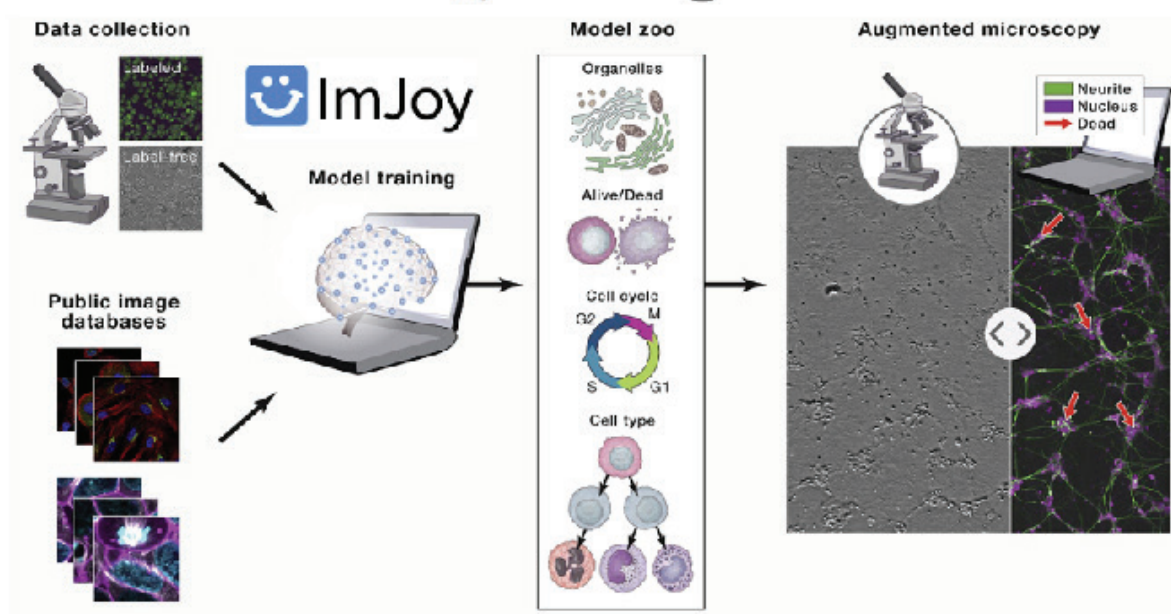 Data collection
Labeled
Label-free
ImJoy
Model training
Public image
databases
Model zoo
Organelles
Alive/Dead
Cell cycle
G2
M
S
G1
Cell type
Augmented microscopy
Neurite
Nucleus
Dead